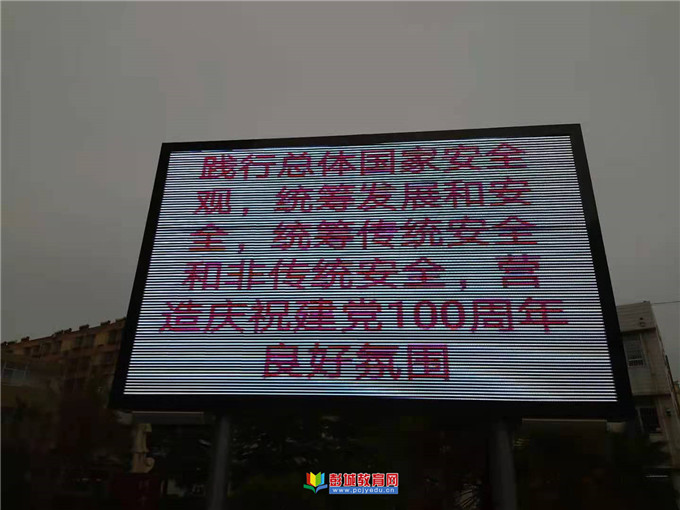 践行总体国家安全
观，统筹发展和安
全，统筹传统安全
和非传统安全，营
造庆祝建党100周年
良好氛围
彭城教育网
www.pcjyedu.cn